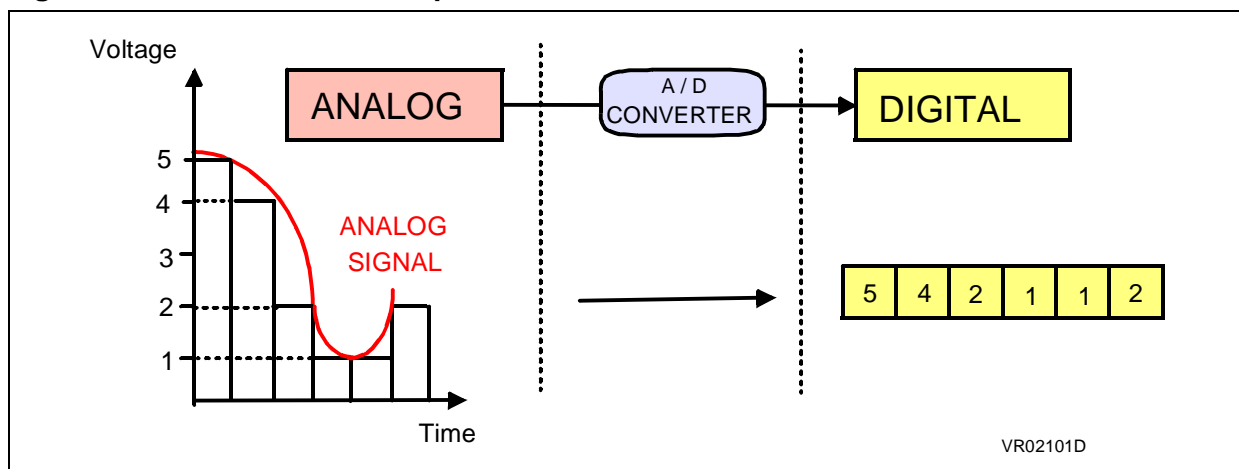 Voltage
ANALOG
A / D
CONVERTER
DIGITAL
5
4
3
2
1
ANALOG
SIGNAL
5 4 2 1 1 2
Time
VR02101D